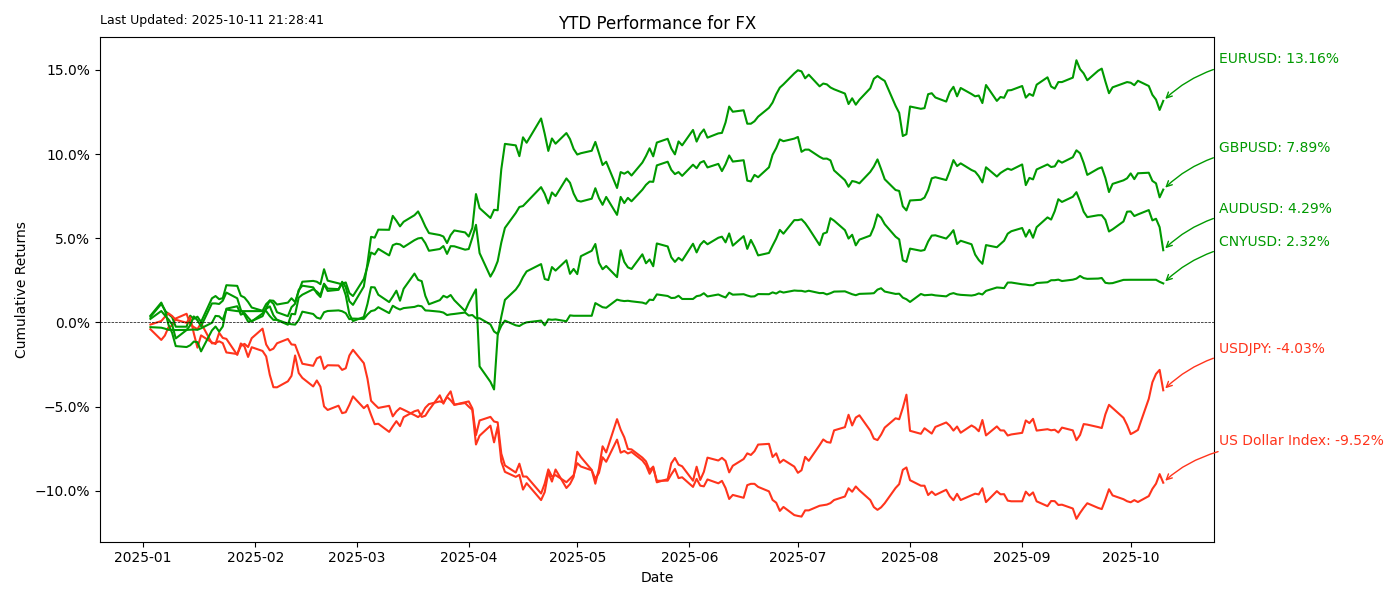 Last Updated: 2025-10-11 21:28:41
YTD Performance for FX
Cumulative Returns
15.0%
10.0%
5.0%
0.0%
−5.0%
−10.0%
EURUSD: 13.16%
GBPUSD: 7.89%
AUDUSD: 4.29%
CNYUSD: 2.32%
USDJPY: -4.03%
US Dollar Index: -9.52%
2025-01
2025-02
2025-03
2025-04
2025-05
2025-06
2025-07
2025-08
2025-09
2025-10
Date